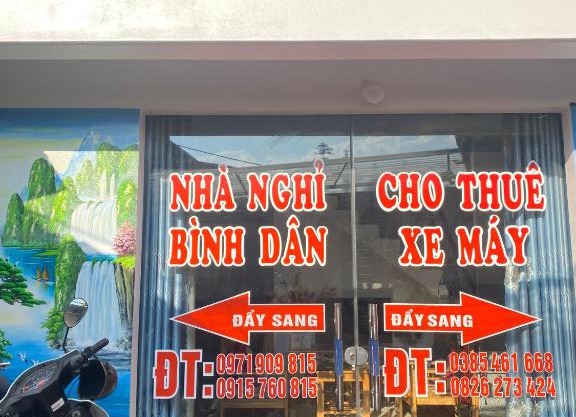 NHÀ NGHỈ
BÌNH DÂN
ĐẨY SANG
ĐT: 0971 909 815
0915 760 815
CHO THUÊ
XE MÁY
ĐẨY SANG
ĐT: 0385 461 668
0826 273 424